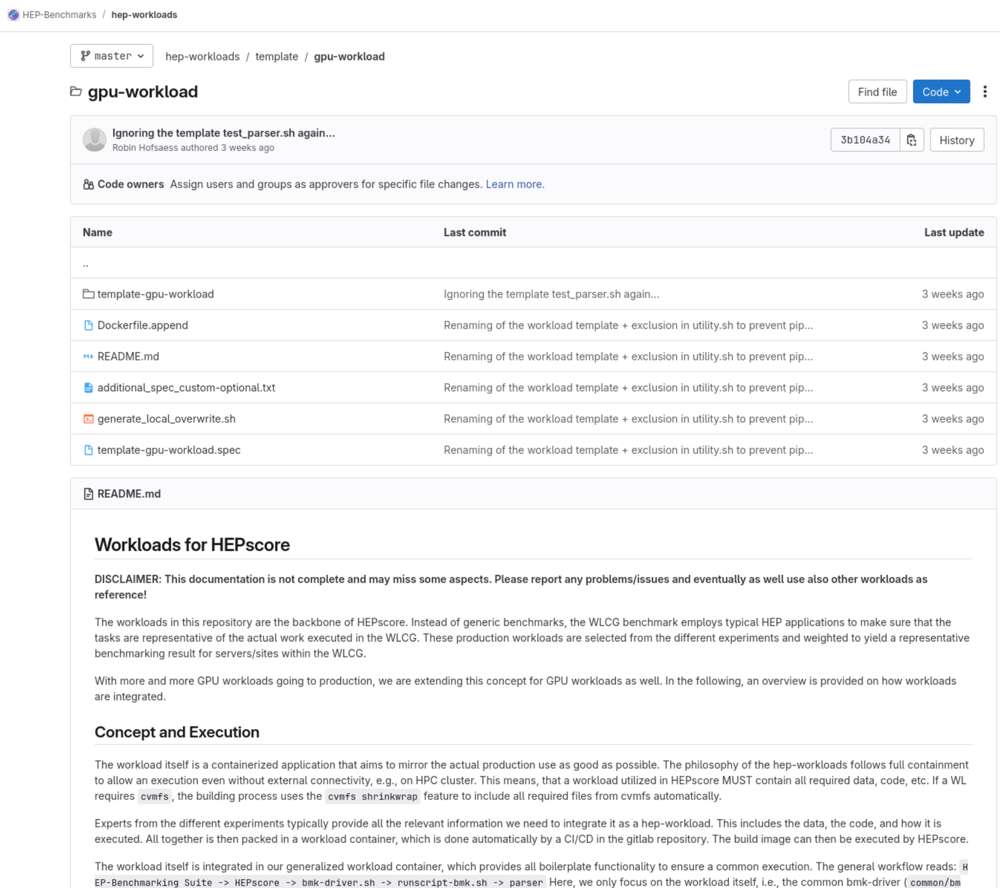 HEP-Benchmarks / hep-workloads
master hep-workloads / template / gpu-workload
gpu-workload Find file Code
Ignoring the template test_parser.sh again...
Robin Hofsaess authored 3 weeks ago
3b104a34 History
Code owners Assign users and groups as approvers for specific file changes. Learn more.
Name Last commit Last update
..
template-gpu-workload Ignoring the template test_parser.sh again... 3 weeks ago
Dockerfile.append Renaming of the workload template + exclusion in utility.sh to prevent pip... 3 weeks ago
README.md Renaming of the workload template + exclusion in utility.sh to prevent pip... 3 weeks ago
additional_spec_custom-optional.txt Renaming of the workload template + exclusion in utility.sh to prevent pip... 3 weeks ago
generate_local_overwrite.sh Renaming of the workload template + exclusion in utility.sh to prevent pip... 3 weeks ago
template-gpu-workload.spec Renaming of the workload template + exclusion in utility.sh to prevent pip... 3 weeks ago
README.md
Workloads for HEPscore
DISCLAIMER: This documentation is not complete and may miss some aspects. Please report any problems/issues and eventually as well use also other workloads as
reference!
The workloads in this repository are the backbone of HEPscore. Instead of generic benchmarks, the WLCG benchmark employs typical HEP applications to make sure that the
tasks are representative of the actual work executed in the WLCG. These production workloads are selected from the different experiments and weighted to yield a representative
benchmarking result for servers/sites within the WLCG.
With more and more GPU workloads going to production, we are extending this concept for GPU workloads as well. In the following, an overview is provided on how workloads
are integrated.
Concept and Execution
The workload itself is a containerized application that aims to mirror the actual production use as good as possible. The philosophy of the hep-workloads follows full containment
to allow an execution even without external connectivity, e.g., on HPC cluster. This means, that a workload utilized in HEPscore MUST contain all required data, code, etc. If a WL
requires cvmfs, the building process uses the cvmfs shrinkwrap feature to include all required files from cvmfs automatically.
Experts from the different experiments typically provide all the relevant information we need to integrate it as a hep-workload. This includes the data, the code, and how it is
executed. All together is then packed in a workload container, which is done automatically by a CI/CD in the gitlab repository. The build image can then be executed by HEPscore.
The workload itself is integrated in our generalized workload container, which provides all boilerplate functionality to ensure a common execution. The general workflow reads: H
EP-Benchmarking Suite -> HEPscore -> bmk-driver.sh -> runscript-bmk.sh -> parser Here, we only focus on the workload itself, i.e., the common bmk-driver (common/bm